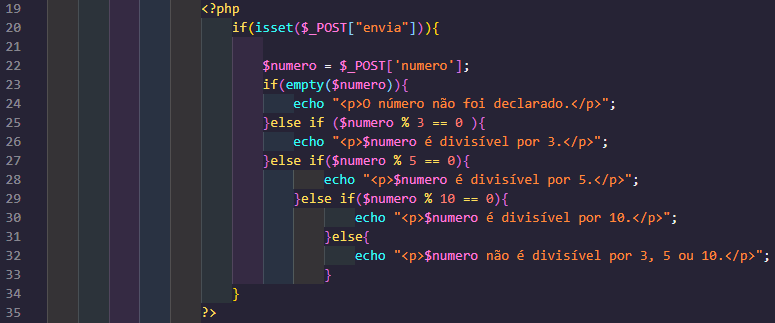 19 <?php
20 if(isset($_POST["envia"])){
21
22 $numero = $_POST['numero'];
23 if(empty($numero)){
24 echo "<p>O número não foi declarado.</p>";
25 }else if ($numero % 3 == 0 ){
26 echo "<p>$numero é divisível por 3.</p>";
27 }else if($numero % 5 == 0){
28 echo "<p>$numero é divisível por 5.</p>";
29 }else if($numero % 10 == 0){
30 echo "<p>$numero é divisível por 10.</p>";
31 }else{
32 echo "<p>$numero não é divisível por 3, 5 ou 10.</p>";
33 }
34 }
35 ?>